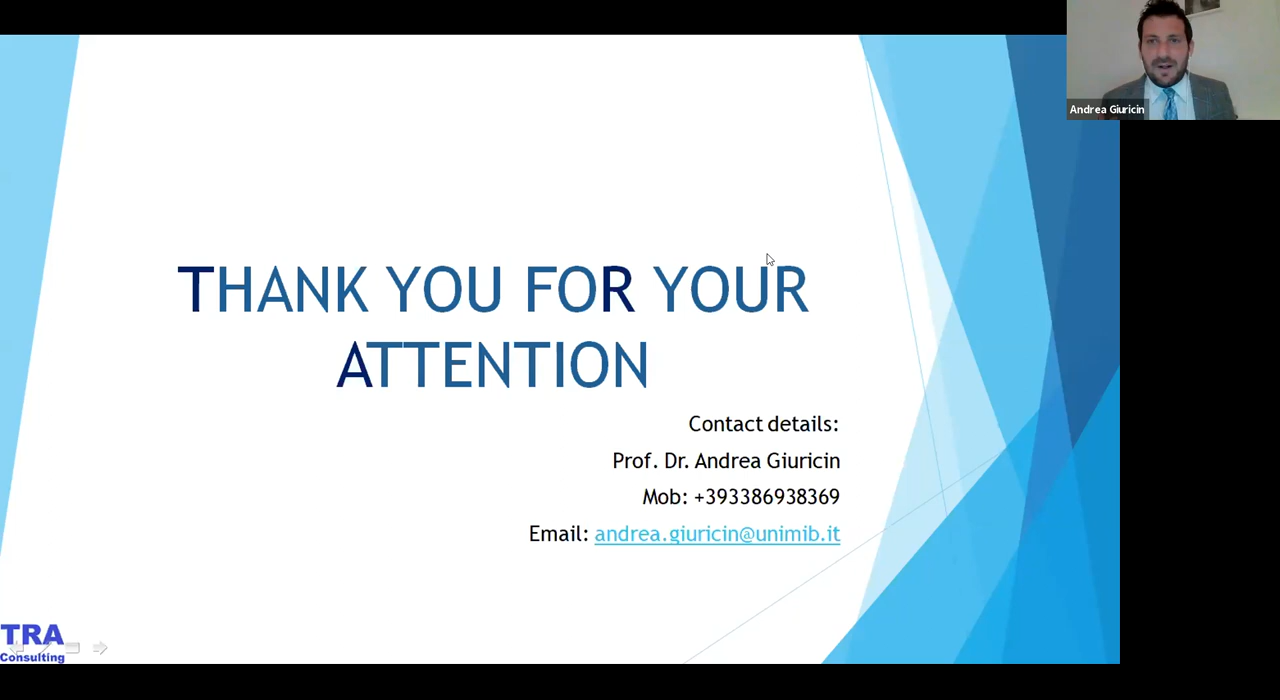 Andrea Giuricin
THANK YOU FOR YOUR
ATTENTION
Contact details:
Prof. Dr. Andrea Giuricin
Mob: +393386938369
Email: andrea.giuricin@unimib.it
TRA
Consulting